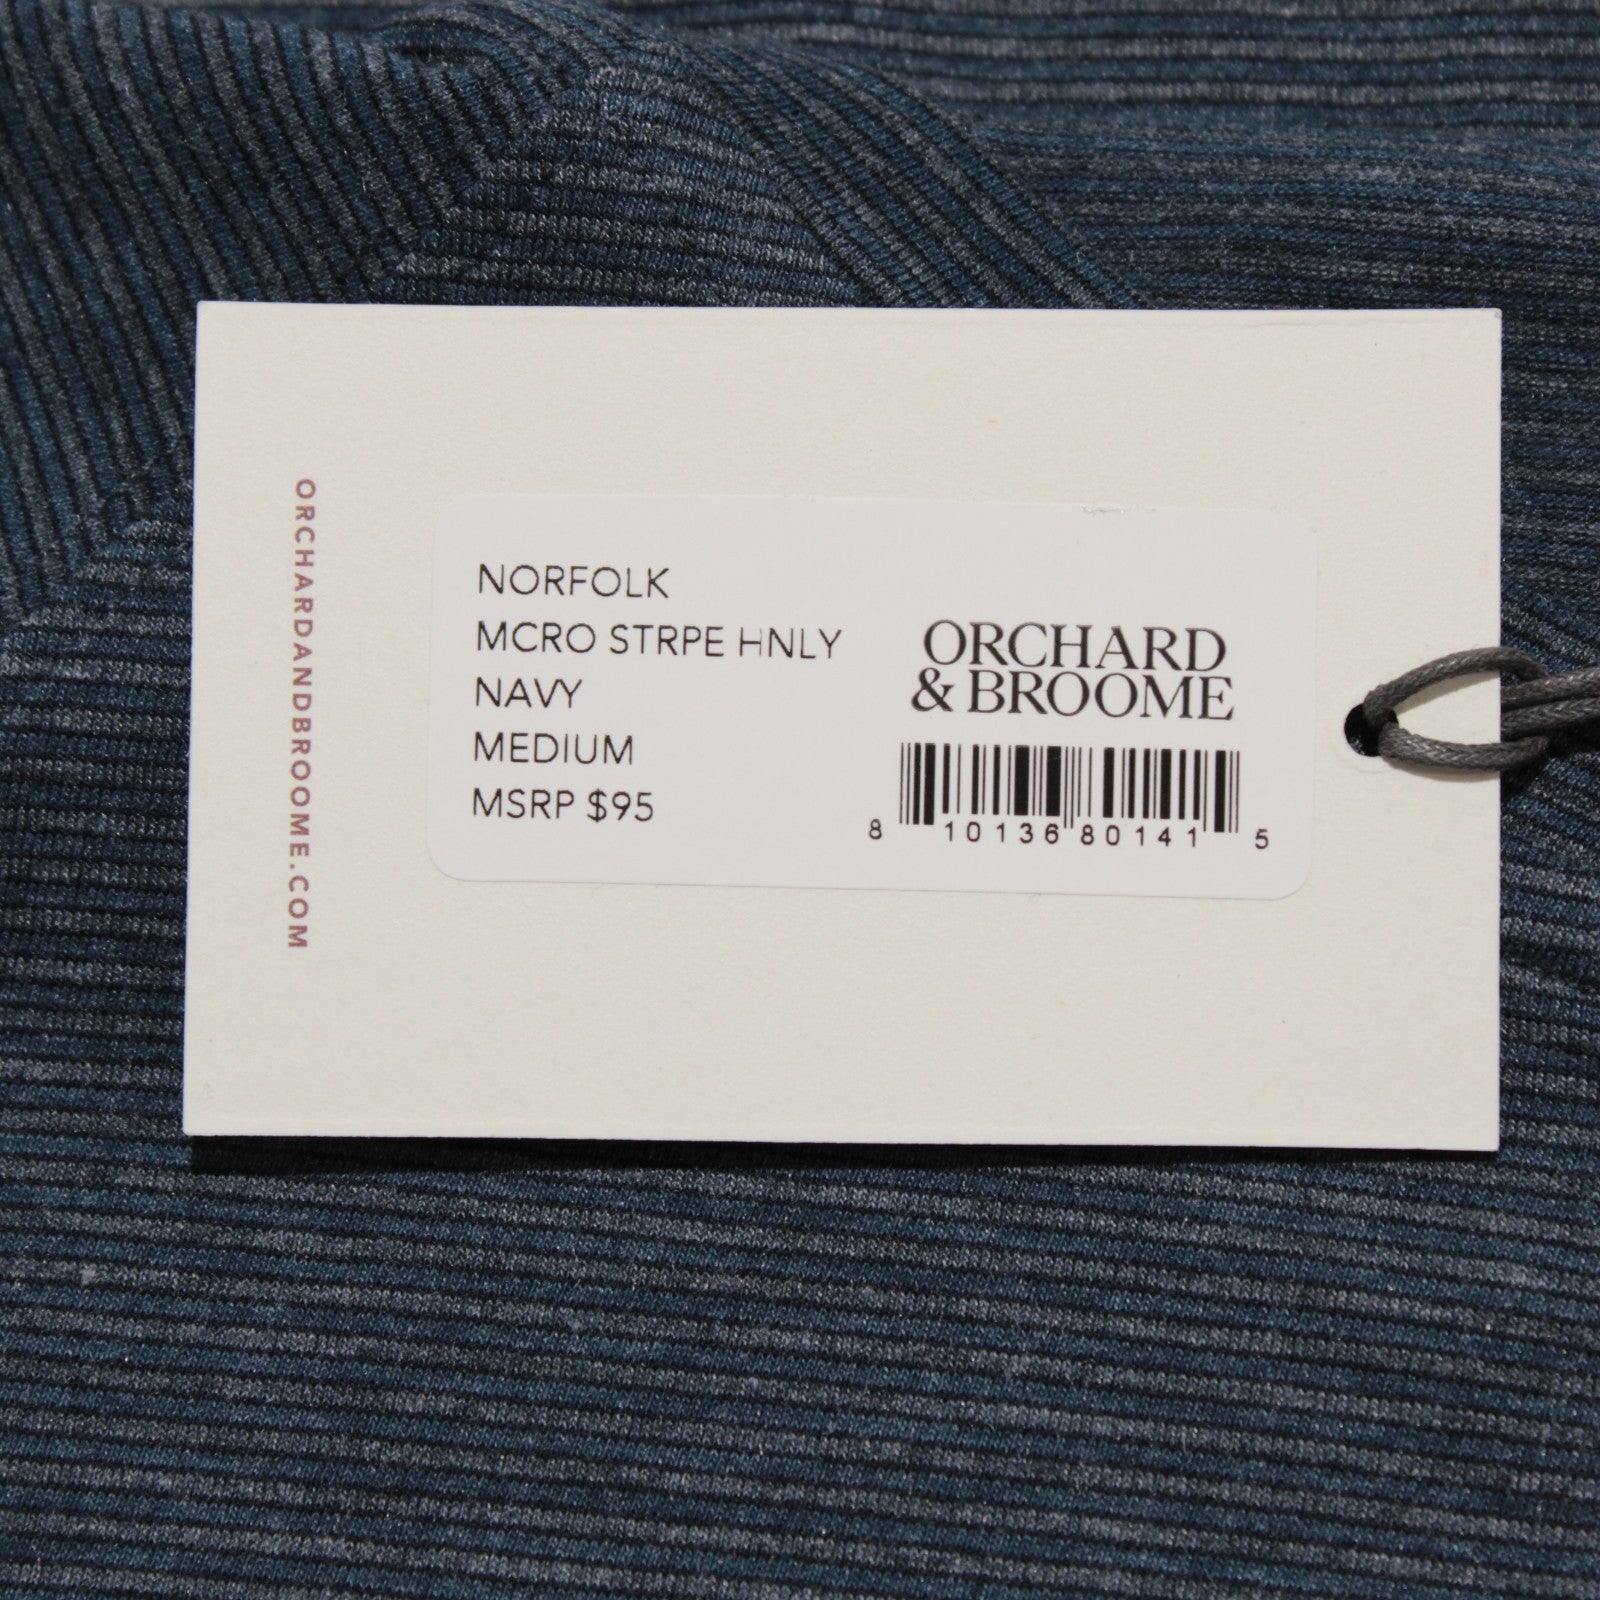 ORCHARDANDBROOME.COM
NORFOLK
MCRO STRPE HNLY
NAVY
MEDIUM
MSRP $95
ORCHARD
& BROOME
8 10136 80141 5